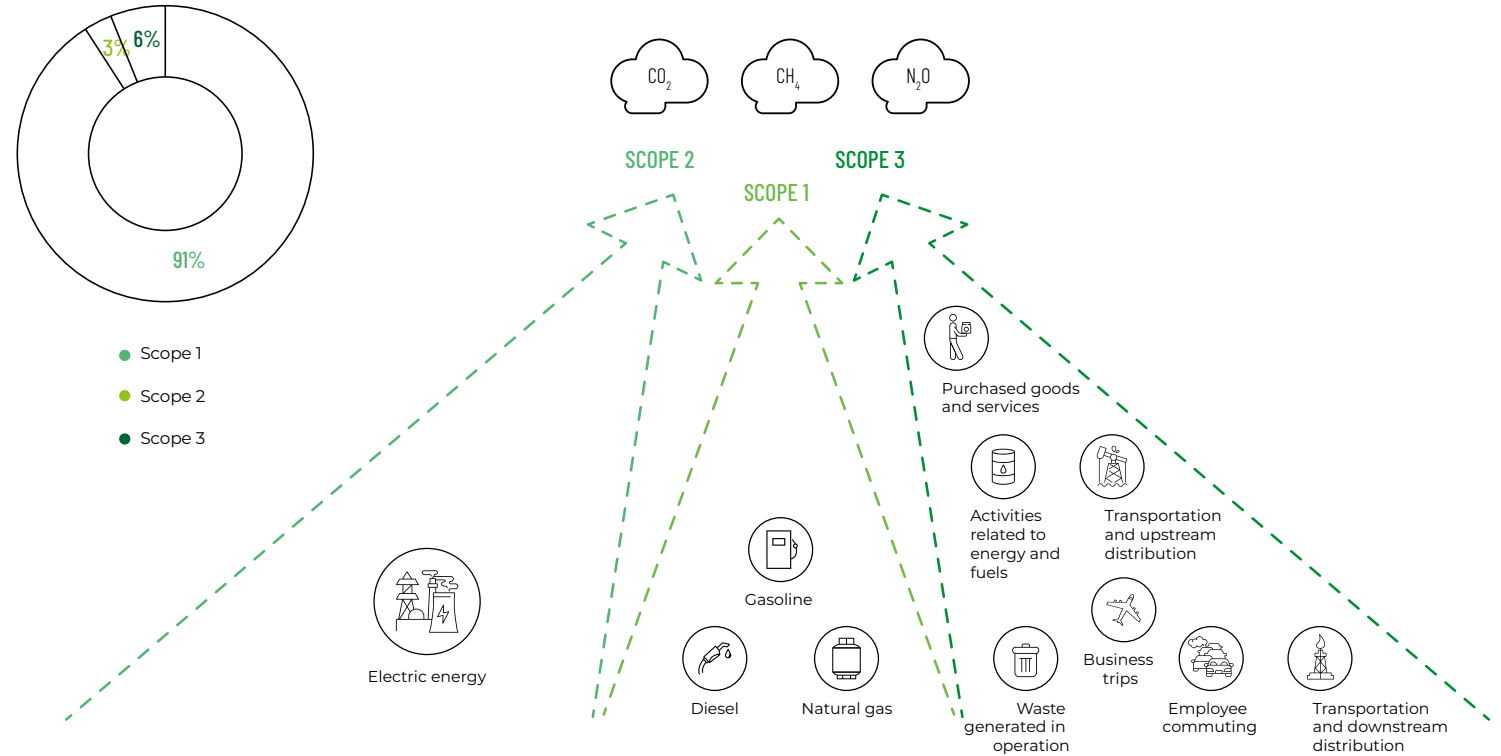 3%
6%
91%
Scope 1
Scope 2
Scope 3
CO₂
CH₄
N₂O
SCOPE 2
SCOPE 1
SCOPE 3
Electric energy
Gasoline
Diesel
Natural gas
Purchased goods
and services
Activities
related to
energy and
fuels
Transportation
and upstream
distribution
Waste
generated in
operation
Business
trips
Employee
commuting
Transportation
and downstream
distribution